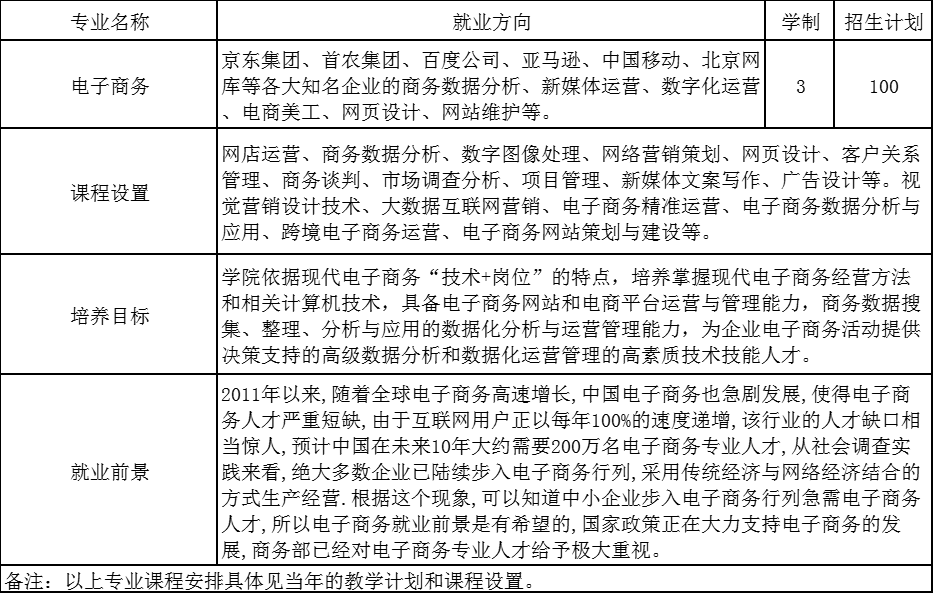 专业名称 就业方向 学制 招生计划
电子商务
京东集团、首农集团、百度公司、亚马逊、中国移动、北京网
库等各大知名企业的商务数据分析、新媒体运营、数字化运营
、电商美工、网页设计、网站维护等。
3 100
课程设置
网店运营、商务数据分析、数字图像处理、网络营销策划、网页设计、客户关系
管理、商务谈判、市场调查分析、项目管理、新媒体文案写作、广告设计等。视
觉营销设计技术、大数据互联网营销、电子商务精准运营、电子商务数据分析与
应用、跨境电子商务运营、电子商务网站策划与建设等。
培养目标
学院依据现代电子商务“技术+岗位”的特点，培养掌握现代电子商务经营方法
和相关计算机技术，具备电子商务网站和电商平台运营与管理能力，商务数据搜
集、整理、分析与应用的数据化分析与运营管理能力，为企业电子商务活动提供
决策支持的高级数据分析和数据化运营管理的高素质技术技能人才。
就业前景
2011年以来,随着全球电子商务高速增长,中国电子商务也急剧发展,使得电子商
务人才严重短缺,由于互联网用户正以每年100%的速度递增,该行业的人才缺口相
当惊人,预计中国在未来10年大约需要200万名电子商务专业人才,从社会调查实
践来看,绝大多数企业已陆续步入电子商务行列,采用传统经济与网络经济结合的
方式生产经营.根据这个现象,可以知道中小企业步入电子商务行列急需电子商务
人才,所以电子商务就业前景是有希望的,国家政策正在大力支持电子商务的发
展,商务部已经对电子商务专业人才给予极大重视。
备注: 以上专业课程安排具体见当年的教学计划和课程设置。